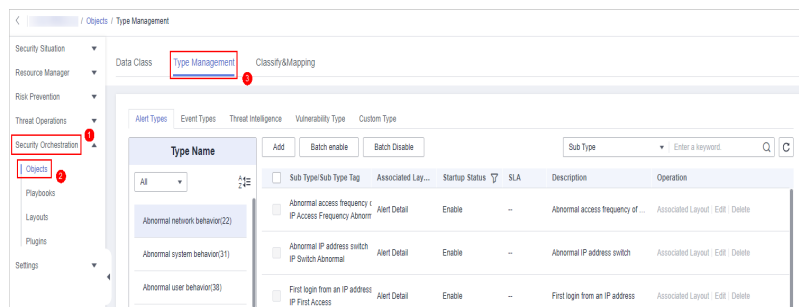 / Objects / Type Management
Security Situation
Resource Manager
Risk Prevention
Threat Operations
Security Orchestration
1
Objects
2
Playbooks
Layouts
Plugins
Settings
Data Class
Type Management
Classify&Mapping
3
Alert Types
Event Types
Threat Intelligence
Vulnerability Type
Custom Type
Type Name
All
Abnormal network behavior(22)
Abnormal system behavior(31)
Abnormal user behavior(38)
Add
Batch enable
Batch Disable
Sub Type
Enter a keyword.
Sub Type/Sub Type Tag Associated Lay... Startup Status SLA Description Operation
Abnormal access frequency
IP Access Frequency Abnorm
Alert Detail Enable -- Abnormal access frequency of ... Associated Layout | Edit | Delete
Abnormal IP address switch
IP Switch Abnormal
Alert Detail Enable -- Abnormal IP address switch Associated Layout | Edit | Delete
First login from an IP address
IP First Access
Alert Detail Enable -- First login from an IP address Associated Layout | Edit | Delete